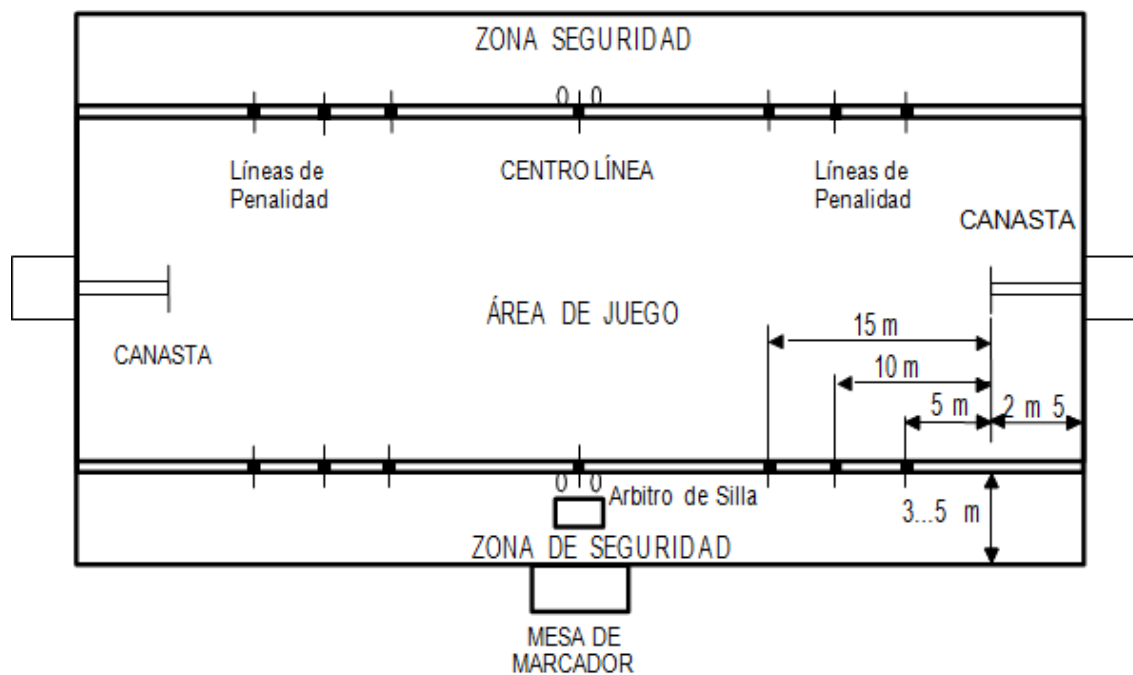 ZONA SEGURIDAD
0 0
Líneas de
Penalidad
CENTRO LÍNEA
Líneas de
Penalidad
CANASTA
ÁREA DE JUEGO
CANASTA
15 m
10 m
5 m
2 m 5
0 0
Arbitro de Silla
3...5 m
ZONA DE SEGURIDAD
MESA DE
MARCADOR